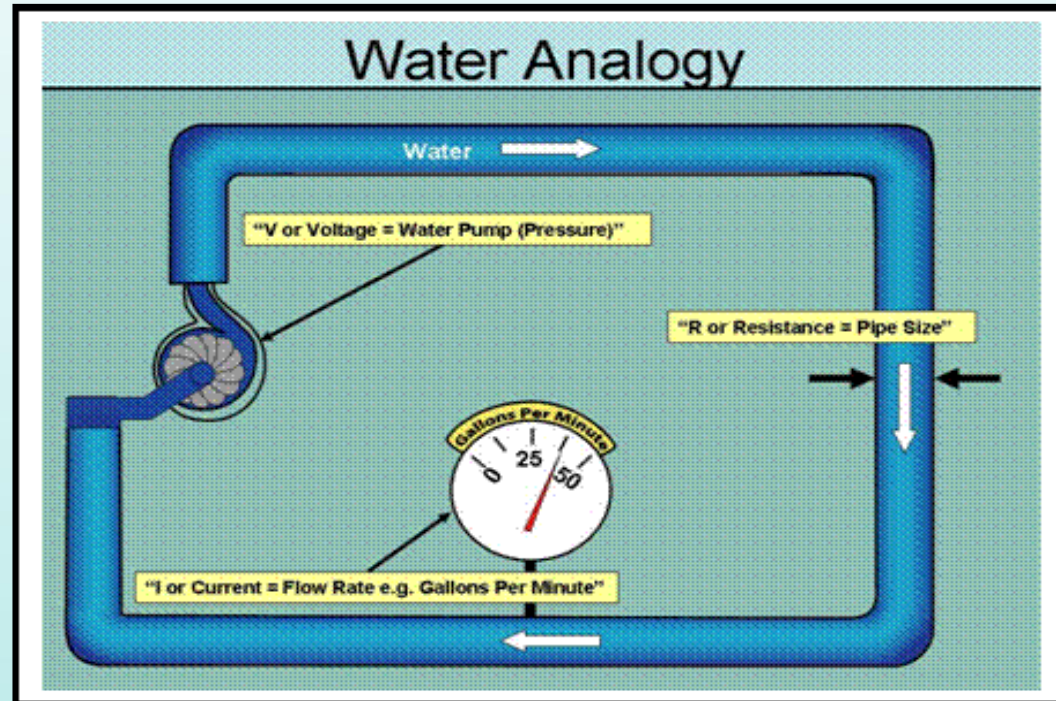 Water Analogy
Water
“V or Voltage = Water Pump (Pressure)”
“R or Resistance = Pipe Size”
Gallons Per Minute
0 25 50
“I or Current = Flow Rate e.g. Gallons Per Minute”